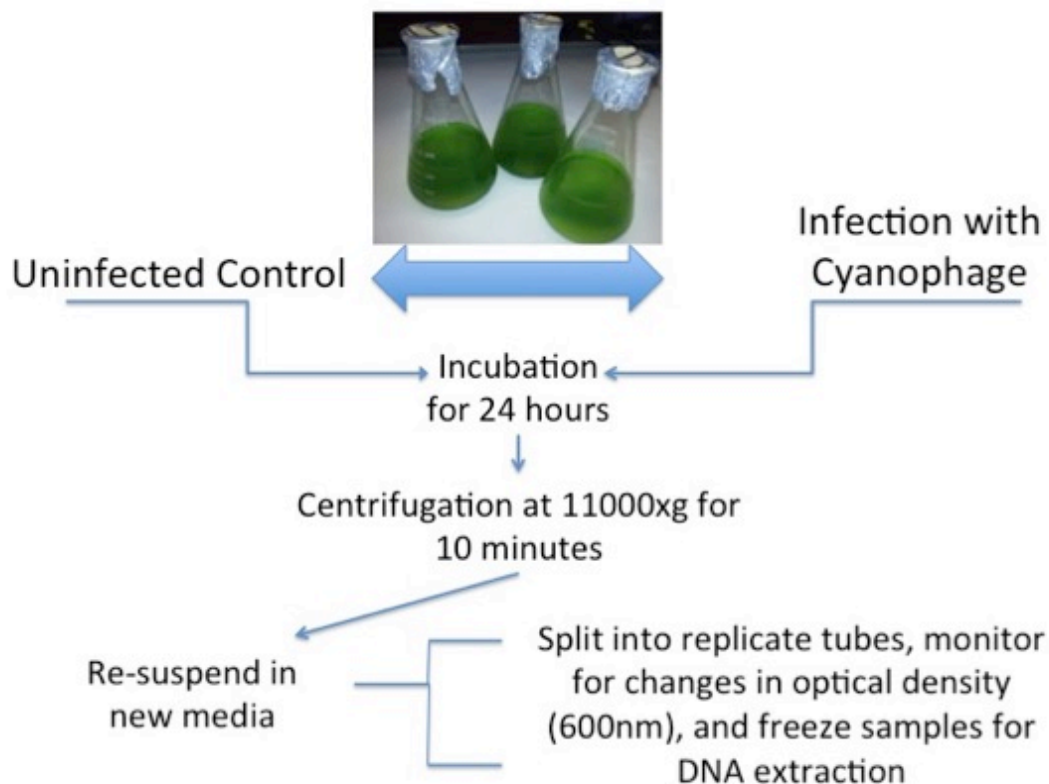 Uninfected Control
Infection with
Cyanophage
Incubation
for 24 hours
Centrifugation at 11000xg for
10 minutes
Re-suspend in
new media
Split into replicate tubes, monitor
for changes in optical density
(600nm), and freeze samples for
DNA extraction